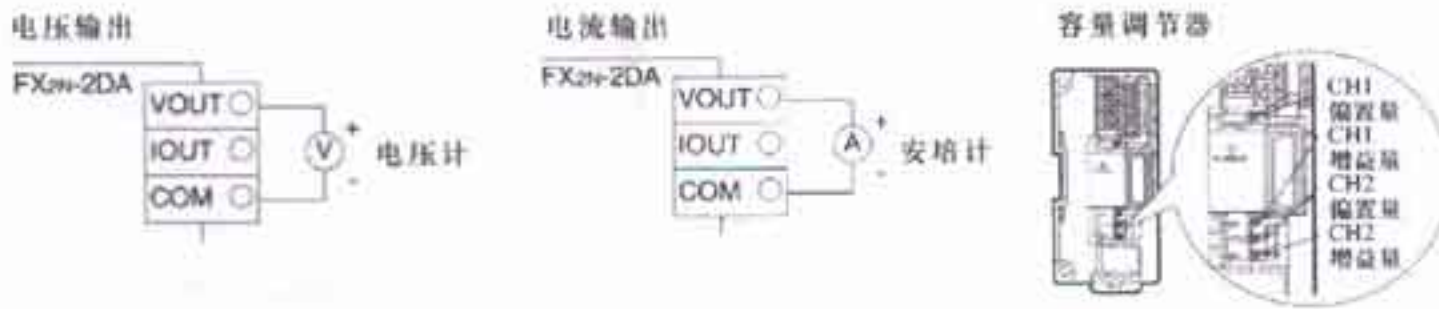 电压输出
FX2N-2DA
VOUT
IOUT
COM
V
+
-
电压计
电流输出
FX2N-2DA
VOUT
IOUT
COM
A
+
-
安培计
容量调节器
CH1
偏置量
CH1
增益量
CH2
偏置量
CH2
增益量